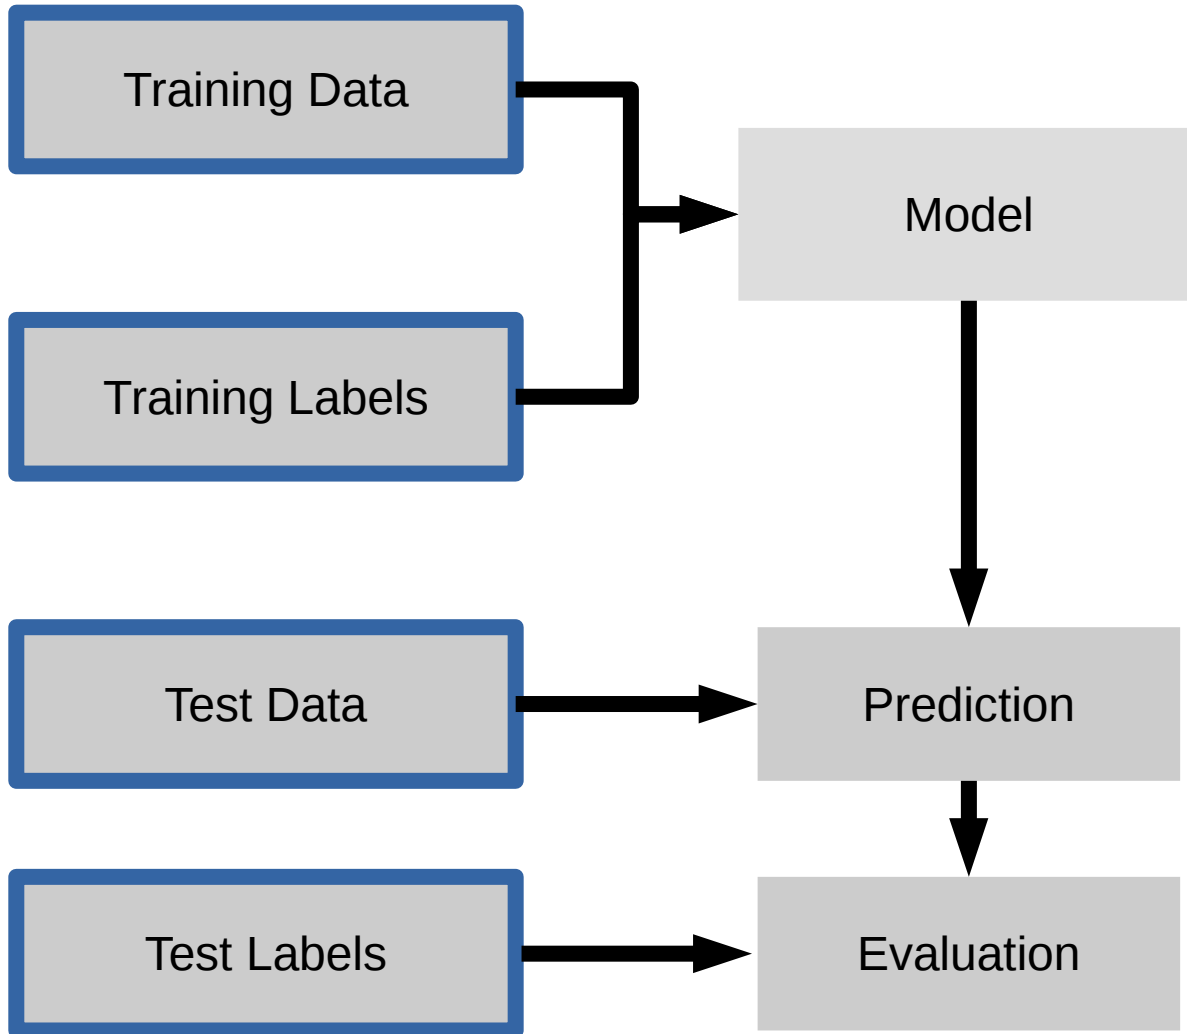 Training Data
Model
Training Labels
Test Data
Prediction
Test Labels
Evaluation